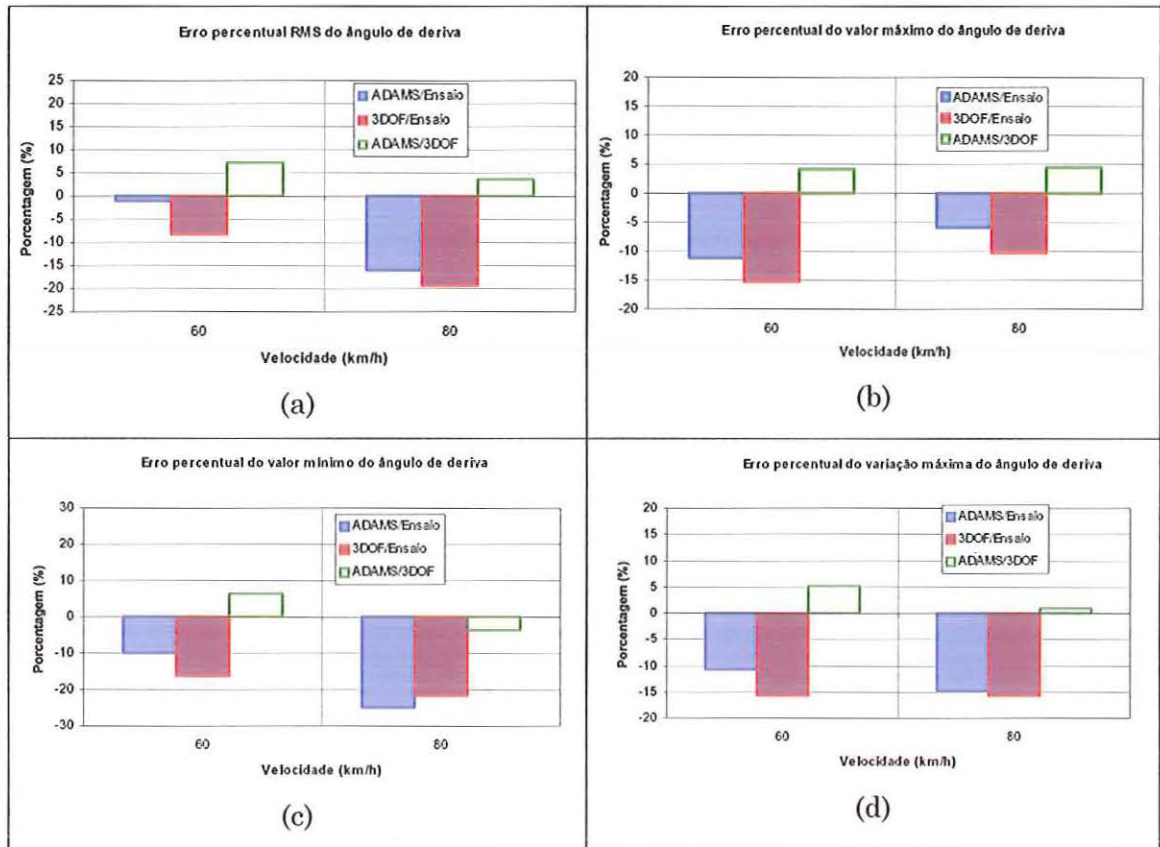 Erro percentual RMS do ângulo de deriva
25
20
15
10
5
0
-5
-10
-15
-20
-25
Porcentagem (%)
ADAMS/Ensaio
3DOF/Ensaio
ADAMS/3DOF
60
80
Velocidade (km/h)
(a)
Erro percentual do valor máximo do ângulo de deriva
20
15
10
5
0
-5
-10
-15
-20
Porcentagem (%)
ADAMS/Ensaio
3DOF/Ensaio
ADAMS/3DOF
60
80
Velocidade (km/h)
(b)
Erro percentual do valor mínimo do ângulo de deriva
30
20
10
0
-10
-20
-30
Porcentagem (%)
ADAMS/Ensaio
3DOF/Ensaio
ADAMS/3DOF
60
80
Velocidade (km/h)
(c)
Erro percentual do variação máxima do ângulo de deriva
20
15
10
5
0
-5
-10
-15
-20
Porcentagem (%)
ADAMS/Ensaio
3DOF/Ensaio
ADAMS/3DOF
60
80
Velocidade (km/h)
(d)